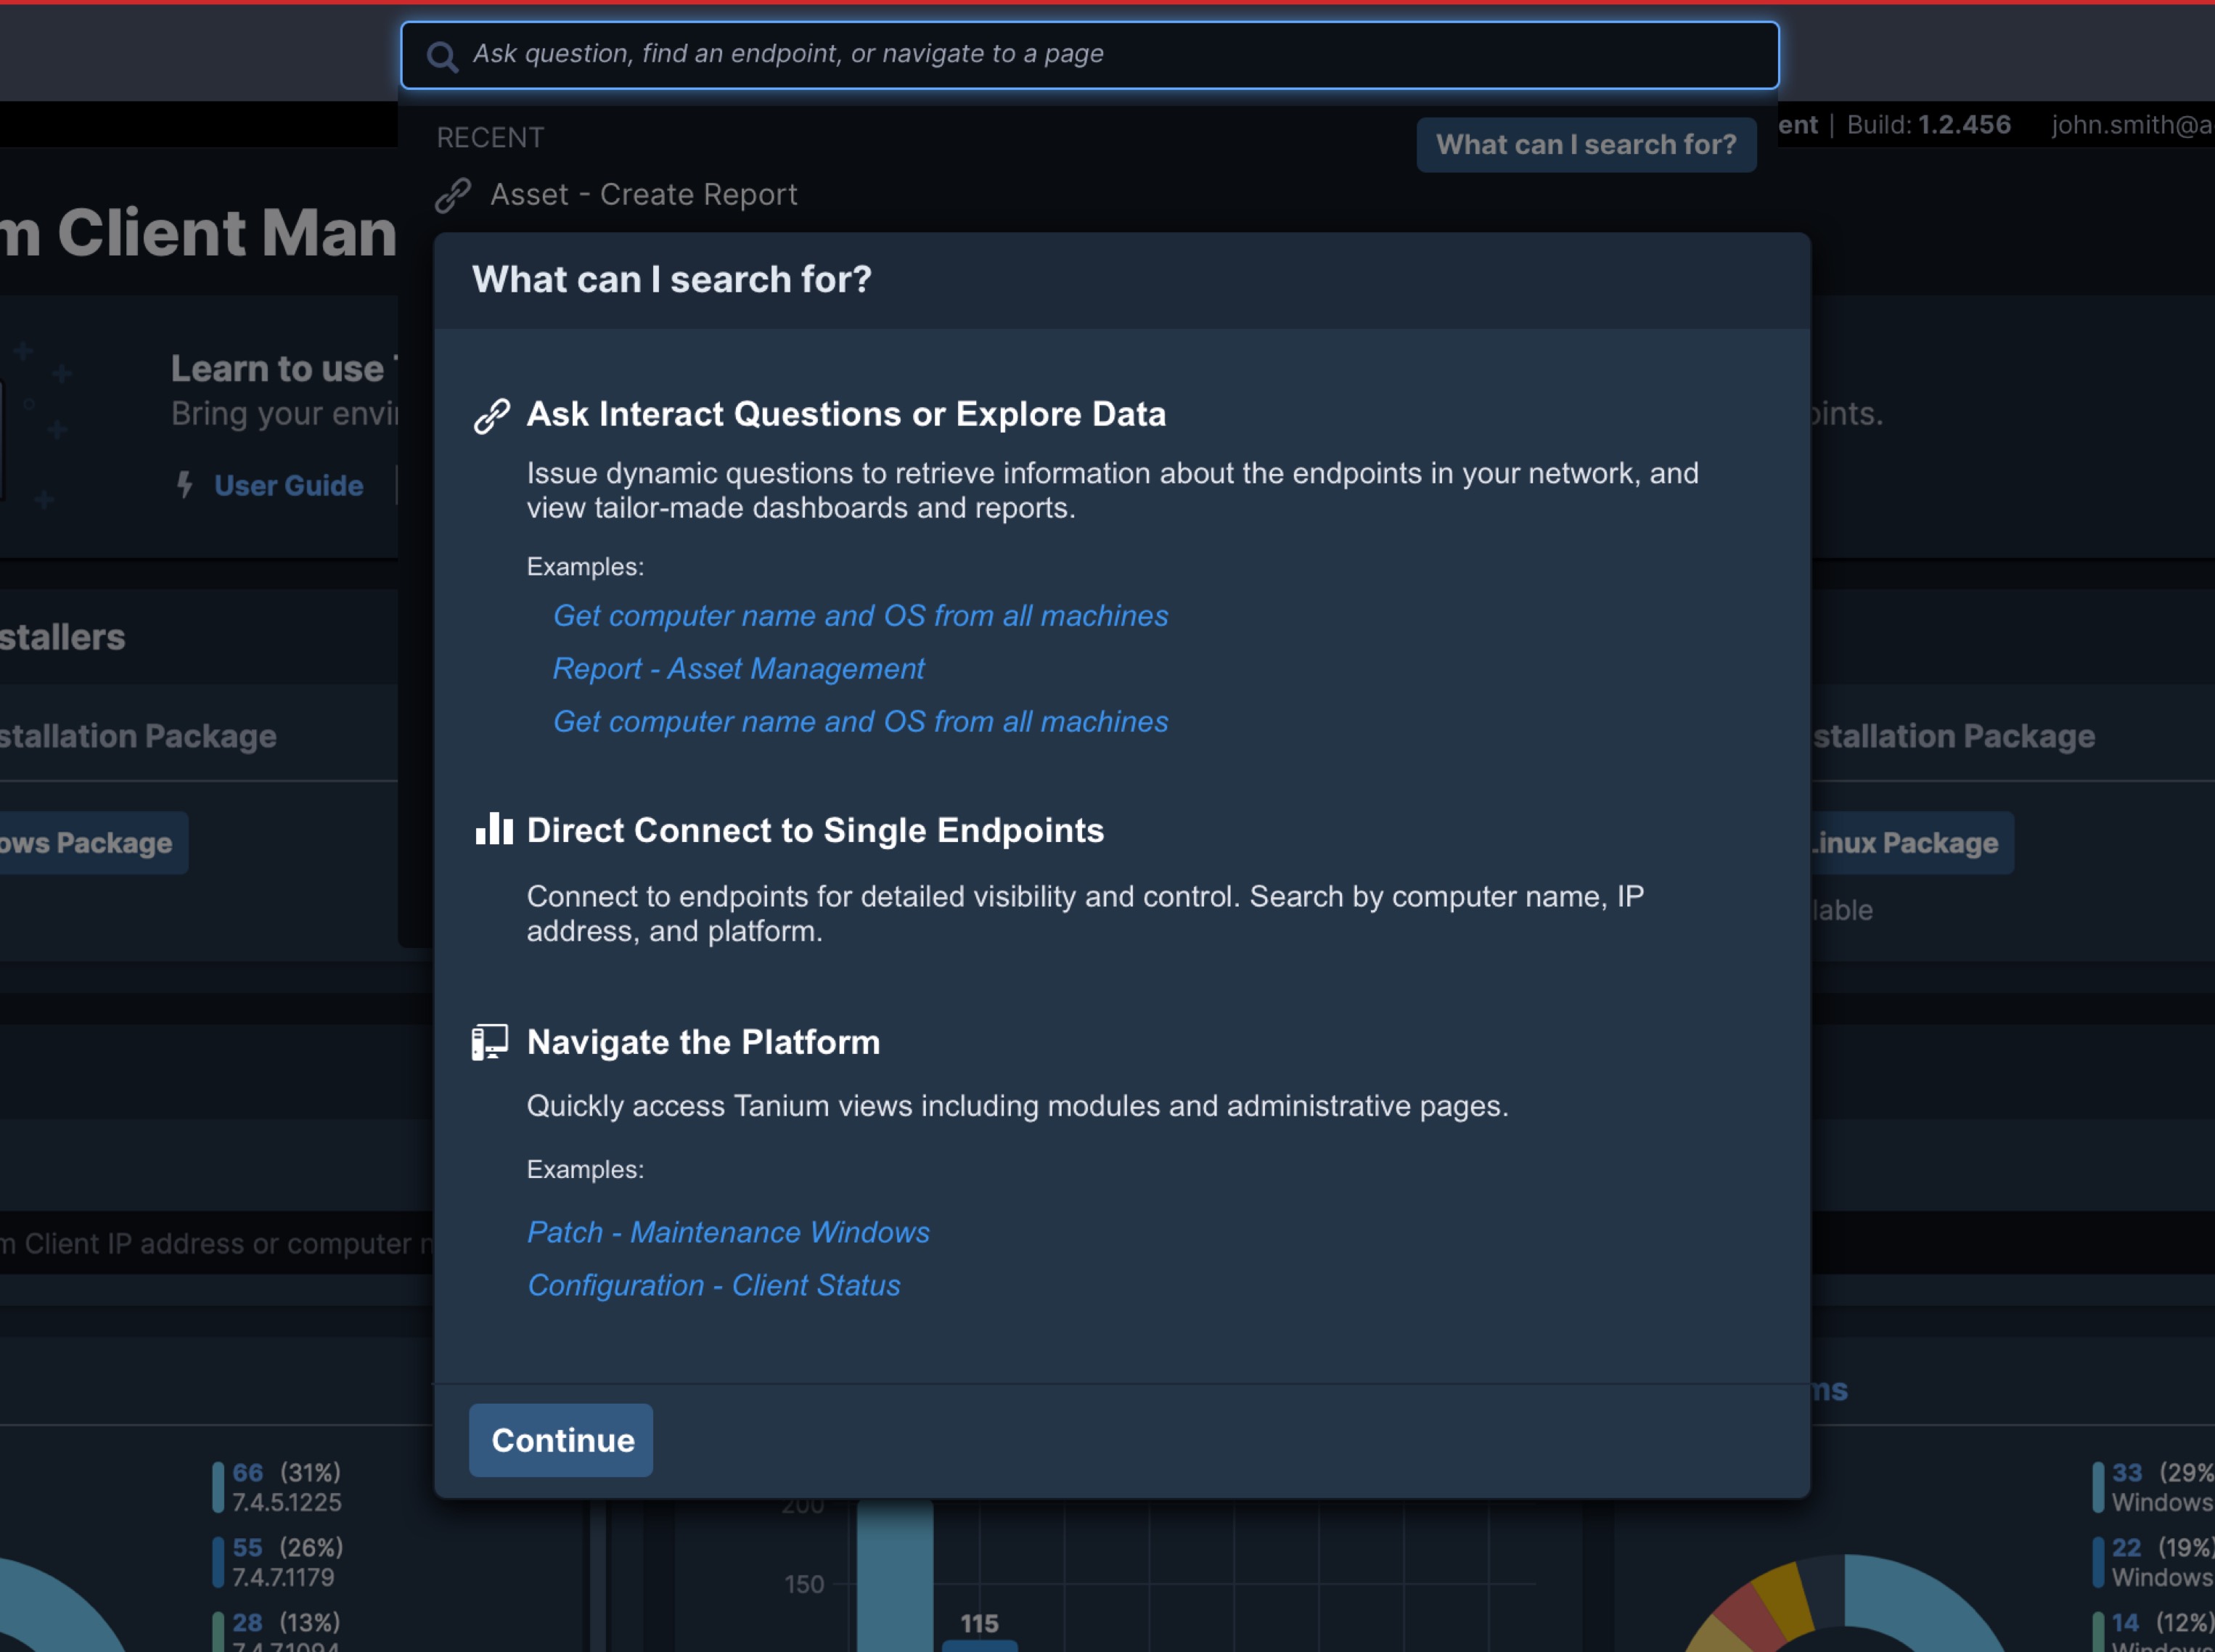 Ask question, find an endpoint, or navigate to a page
ent | Build: 1.2.456 john.smith@a
RECENT
What can I search for?
Asset - Create Report
m Client Man
What can I search for?
Learn to use
Bring your envi
oints.
User Guide
Ask Interact Questions or Explore Data
Issue dynamic questions to retrieve information about the endpoints in your network, and
view tailor-made dashboards and reports.
Examples:
Get computer name and OS from all machines
Report - Asset Management
Get computer name and OS from all machines
stallers
stallation Package
stallation Package
ows Package
Linux Package
lable
Direct Connect to Single Endpoints
Connect to endpoints for detailed visibility and control. Search by computer name, IP
address, and platform.
Navigate the Platform
Quickly access Tanium views including modules and administrative pages.
Examples:
Patch - Maintenance Windows
Configuration - Client Status
m Client IP address or computer n
ms
Continue
66 (31%)
7.4.5.1225
55 (26%)
7.4.7.1179
28 (13%)
7.4.7.1094
200
150
115
33 (29%
Windows
22 (19%)
Windows
14 (12%)
Windows